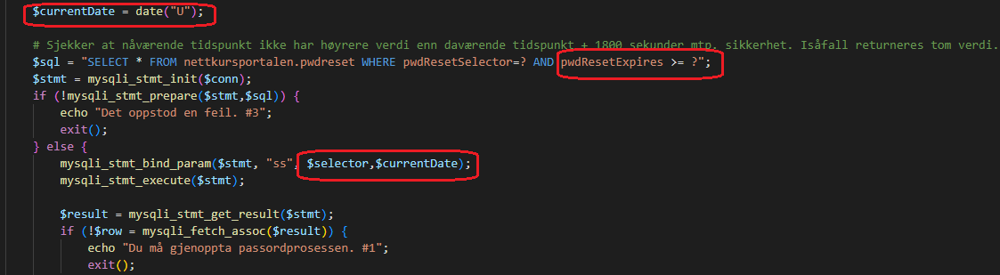 $currentDate = date("U");
# Sjekker at nåværende tidspunkt ikke har høyrere verdi enn daværende tidspunkt + 1800 sekunder mtp. sikkerhet. Isåfall returneres tom verdi.
$sql = "SELECT * FROM nettkursportalen.pwdreset WHERE pwdResetSelector=? AND pwdResetExpires >= ?";
$stmt = mysqli_stmt_init($conn);
if (!mysqli_stmt_prepare($stmt,$sql)) {
echo "Det oppstod en feil. #3";
exit();
} else {
mysqli_stmt_bind_param($stmt, "ss", $selector,$currentDate);
mysqli_stmt_execute($stmt);
$result = mysqli_stmt_get_result($stmt);
if (!$row = mysqli_fetch_assoc($result)) {
echo "Du må gjenoppta passordprosessen. #1";
exit();